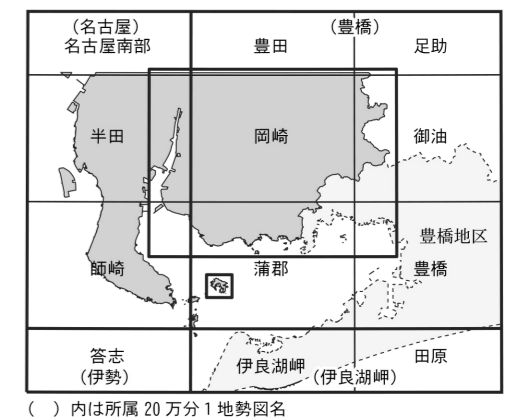 （名古屋）
名古屋南部
豊田
（豊橋）
足助
半田
岡崎
御油
豊橋地区
師崎
蒲郡
豊橋
答志
（伊勢）
伊良湖岬
（伊良湖岬）
田原
（　）内は所属 20 万分 1 地勢図名